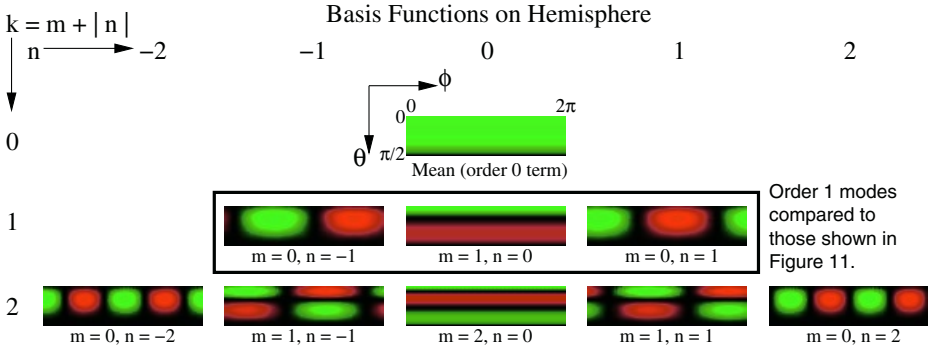 Basis Functions on Hemisphere
k = m + | n |
n
−2 −1 0 1 2
ϕ
0 2π
0
θ π/2
0
Mean (order 0 term)
1
m = 0, n = −1 m = 1, n = 0 m = 0, n = 1
Order 1 modes
compared to
those shown in
Figure 11.
2
m = 0, n = −2 m = 1, n = −1 m = 2, n = 0 m = 1, n = 1 m = 0, n = 2